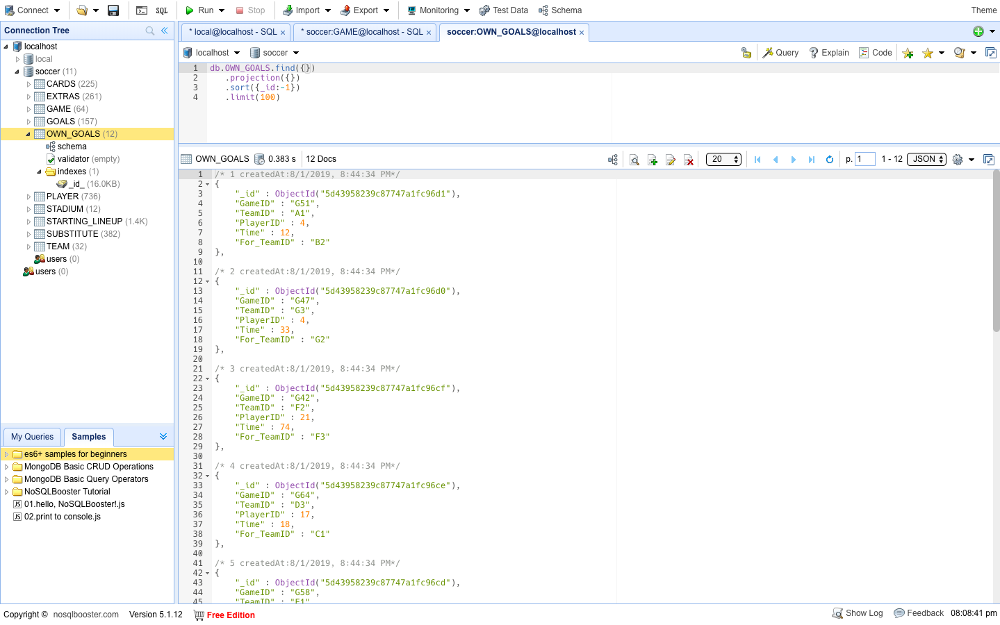 Connect SQL Run Stop Import Export Monitoring Test Data Schema Theme
Connection Tree
localhost
local
soccer (11)
CARDS (225)
EXTRAS (261)
GAME (64)
GOALS (157)
OWN_GOALS (12)
schema
validator (empty)
indexes (1)
_id_ (16.0KB)
PLAYER (736)
STADIUM (12)
STARTING_LINEUP (1.4K)
SUBSTITUTE (382)
TEAM (32)
users (0)
users (0)
My Queries Samples
es6+ samples for beginners
MongoDB Basic CRUD Operations
MongoDB Basic Query Operators
NoSQLBooster Tutorial
JS 01.hello, NoSQLBooster!.js
JS 02.print to console.js
* local@localhost - SQL × * soccer:GAME@localhost - SQL × soccer:OWN_GOALS@localhost ×
localhost soccer Query Explain Code
1 db.OWN_GOALS.find({})
2 .projection({})
3 .sort({_id:-1})
4 .limit(100)
OWN_GOALS 0.383 s 12 Docs 20 p. 1 1 - 12 JSON
1 /* 1 createdAt:8/1/2019, 8:44:34 PM*/
2 {
3 "_id" : ObjectId("5d43958239c87747a1fc96d1"),
4 "GameID" : "G51",
5 "TeamID" : "A1",
6 "PlayerID" : 4,
7 "Time" : 12,
8 "For_TeamID" : "B2"
9 },
10
11 /* 2 createdAt:8/1/2019, 8:44:34 PM*/
12 {
13 "_id" : ObjectId("5d43958239c87747a1fc96d0"),
14 "GameID" : "G47",
15 "TeamID" : "G3",
16 "PlayerID" : 4,
17 "Time" : 33,
18 "For_TeamID" : "G2"
19 },
20
21 /* 3 createdAt:8/1/2019, 8:44:34 PM*/
22 {
23 "_id" : ObjectId("5d43958239c87747a1fc96cf"),
24 "GameID" : "G42",
25 "TeamID" : "F2",
26 "PlayerID" : 21,
27 "Time" : 74,
28 "For_TeamID" : "F3"
29 },
30
31 /* 4 createdAt:8/1/2019, 8:44:34 PM*/
32 {
33 "_id" : ObjectId("5d43958239c87747a1fc96ce"),
34 "GameID" : "G64",
35 "TeamID" : "D3",
36 "PlayerID" : 17,
37 "Time" : 18,
38 "For_TeamID" : "C1"
39 },
40
41 /* 5 createdAt:8/1/2019, 8:44:34 PM*/
42 {
43 "_id" : ObjectId("5d43958239c87747a1fc96cd"),
44 "GameID" : "G58",
45 "TeamID" : "E1"
Copyright © nosqlbooster.com Version 5.1.12 Free Edition Show Log Feedback 08:08:41 pm